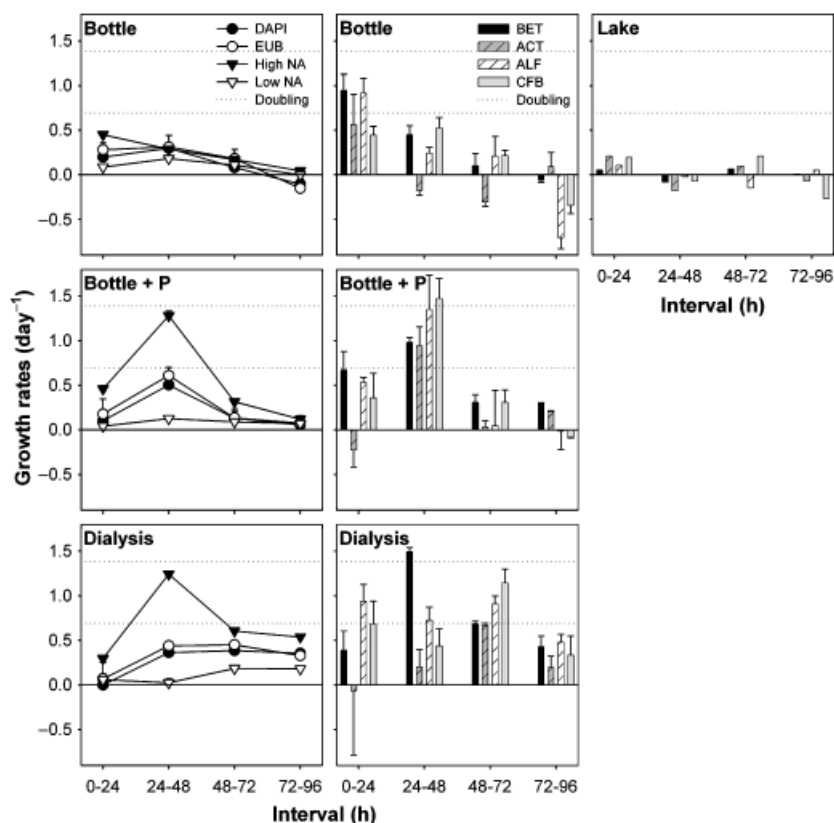 Bottle
DAPI
EUB
High NA
Low NA
Doubling
Bottle
BET
ACT
ALF
CFB
Doubling
Lake
1.5
1.0
0.5
0.0
−0.5
0-24 24-48 48-72 72-96
Interval (h)
Bottle + P
Bottle + P
1.5
1.0
0.5
0.0
−0.5
Growth rates (day⁻¹)
Dialysis
Dialysis
1.5
1.0
0.5
0.0
−0.5
0-24 24-48 48-72 72-96
0-24 24-48 48-72 72-96
Interval (h)